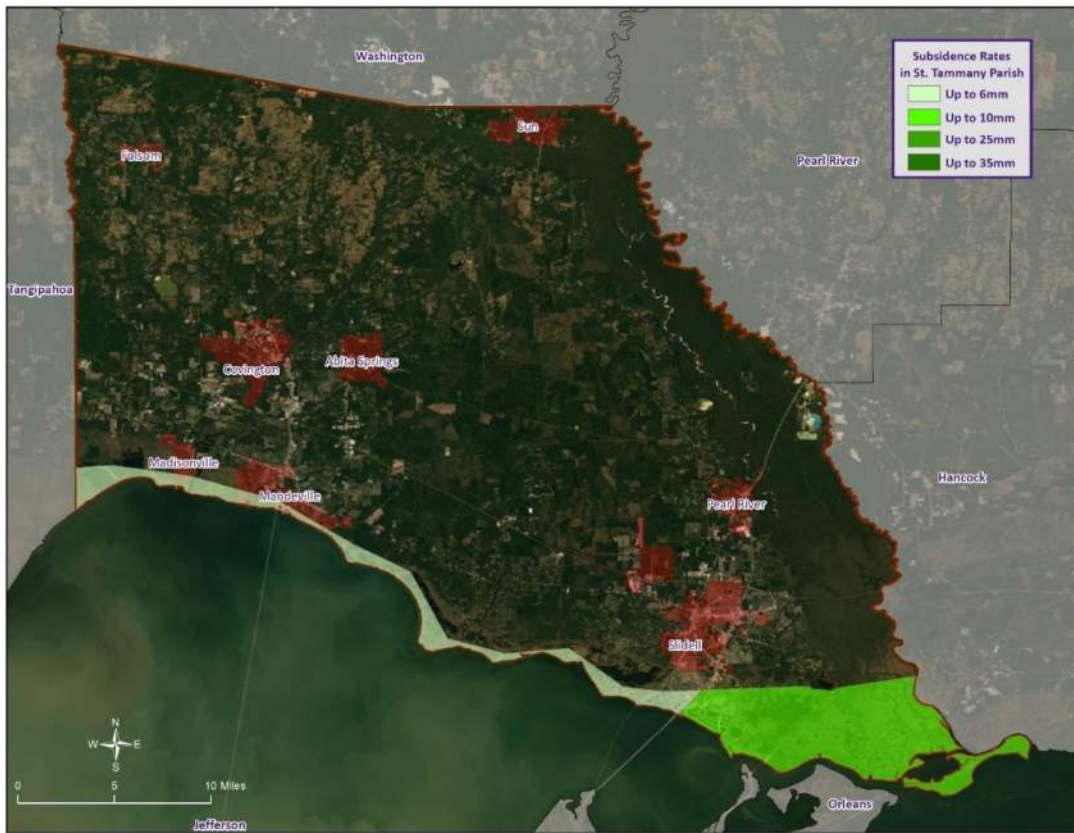 Washington
Subsidence Rates
in St. Tammany Parish
Up to 6mm
Up to 10mm
Up to 25mm
Up to 35mm
Sun
Folsom
Pearl River
Tangipahoa
Covington
Abita Springs
Madisonville
Mandeville
Pearl River
Hancock
Slidell
N
W E
S
0 5 10 Miles
Orleans
Jefferson